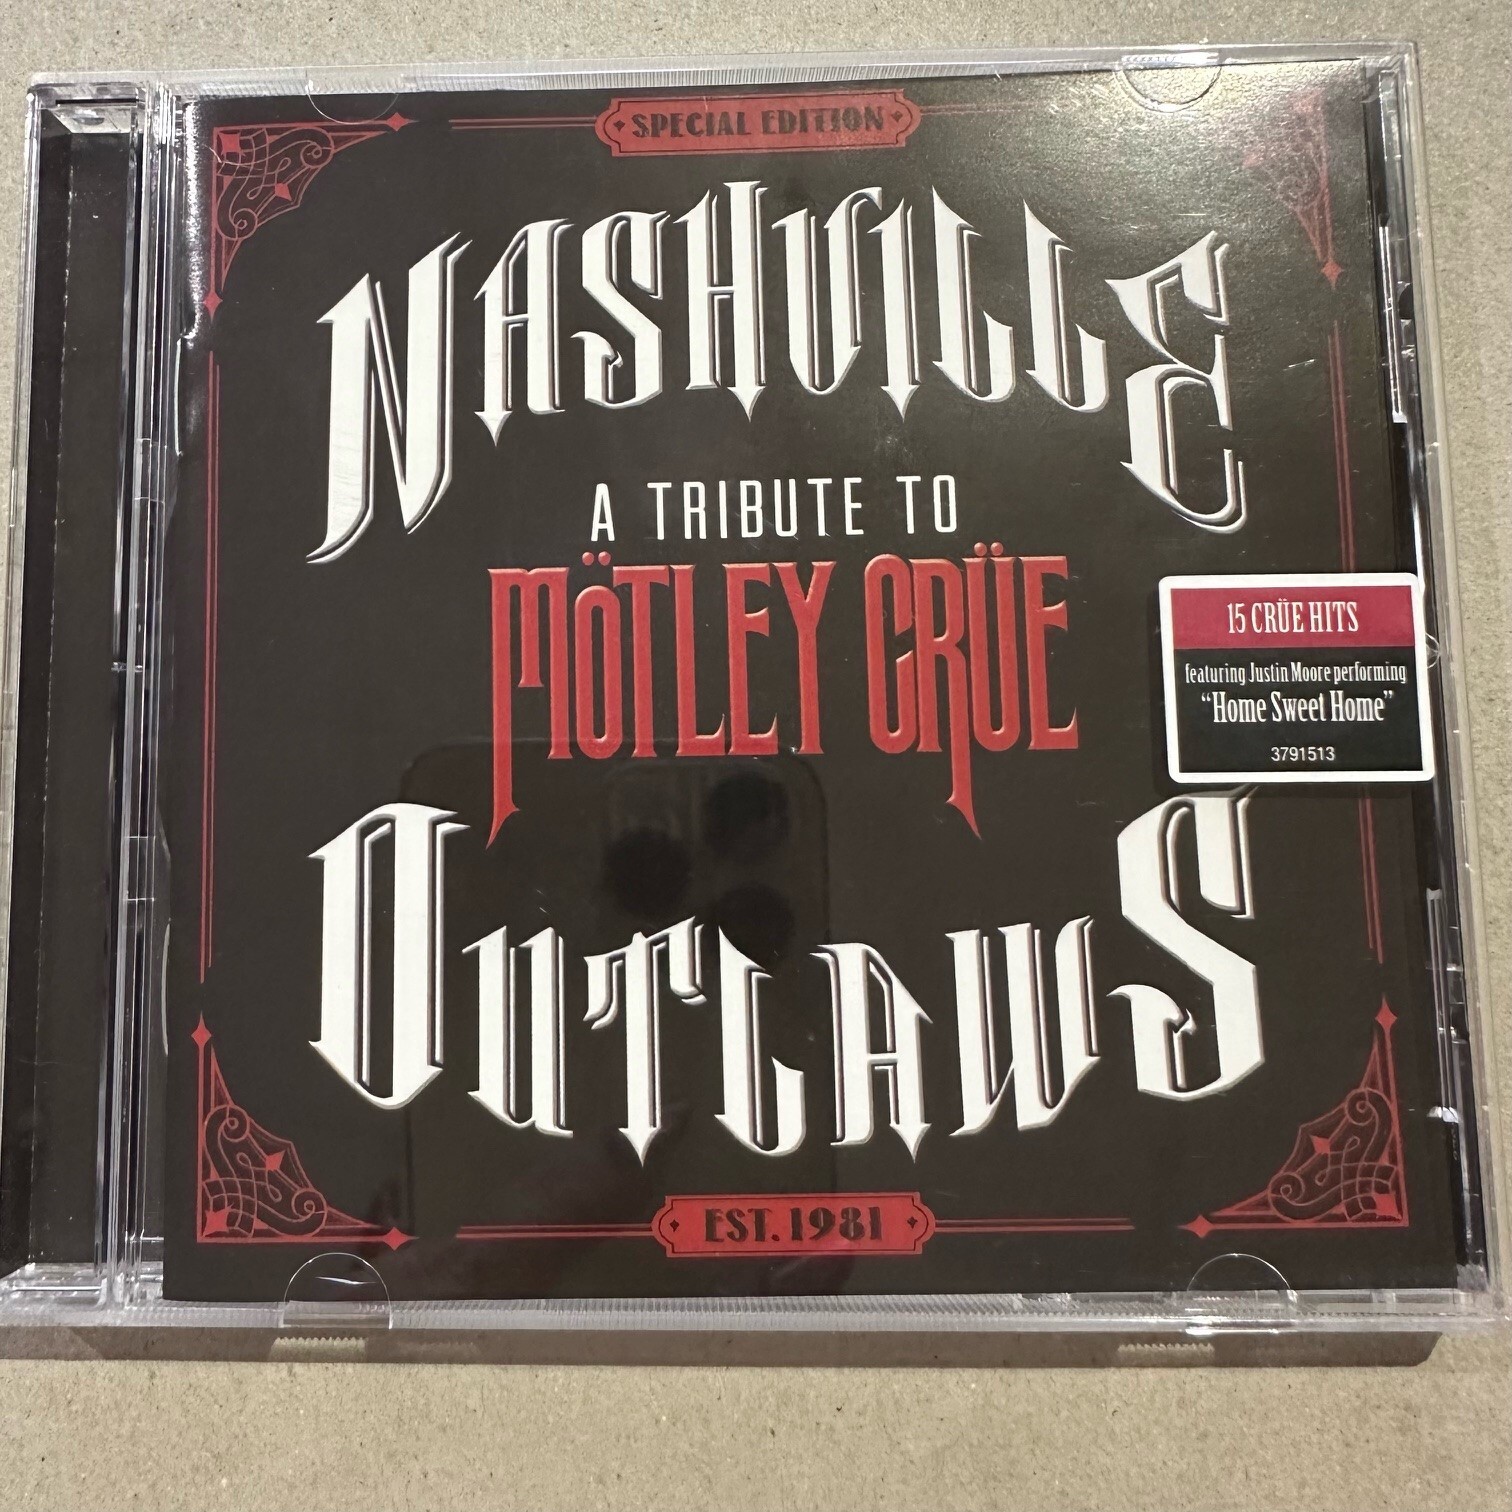 SPECIAL EDITION
NASHVILLE
A TRIBUTE TO
MÖTLEY CRÜE
15 CRÜE HITS
featuring Justin Moore performing
"Home Sweet Home"
3791513
OUTLAWS
EST. 1981